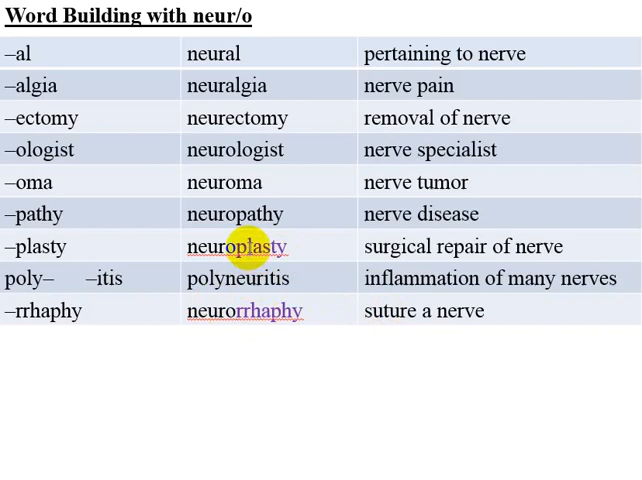 Word Building with neur/o
–al neural pertaining to nerve
–algia neuralgia nerve pain
–ectomy neurectomy removal of nerve
–ologist neurologist nerve specialist
–oma neuroma nerve tumor
–pathy neuropathy nerve disease
–plasty neuroplasty surgical repair of nerve
poly– –itis polyneuritis inflammation of many nerves
–rrhaphy neurorrhaphy suture a nerve